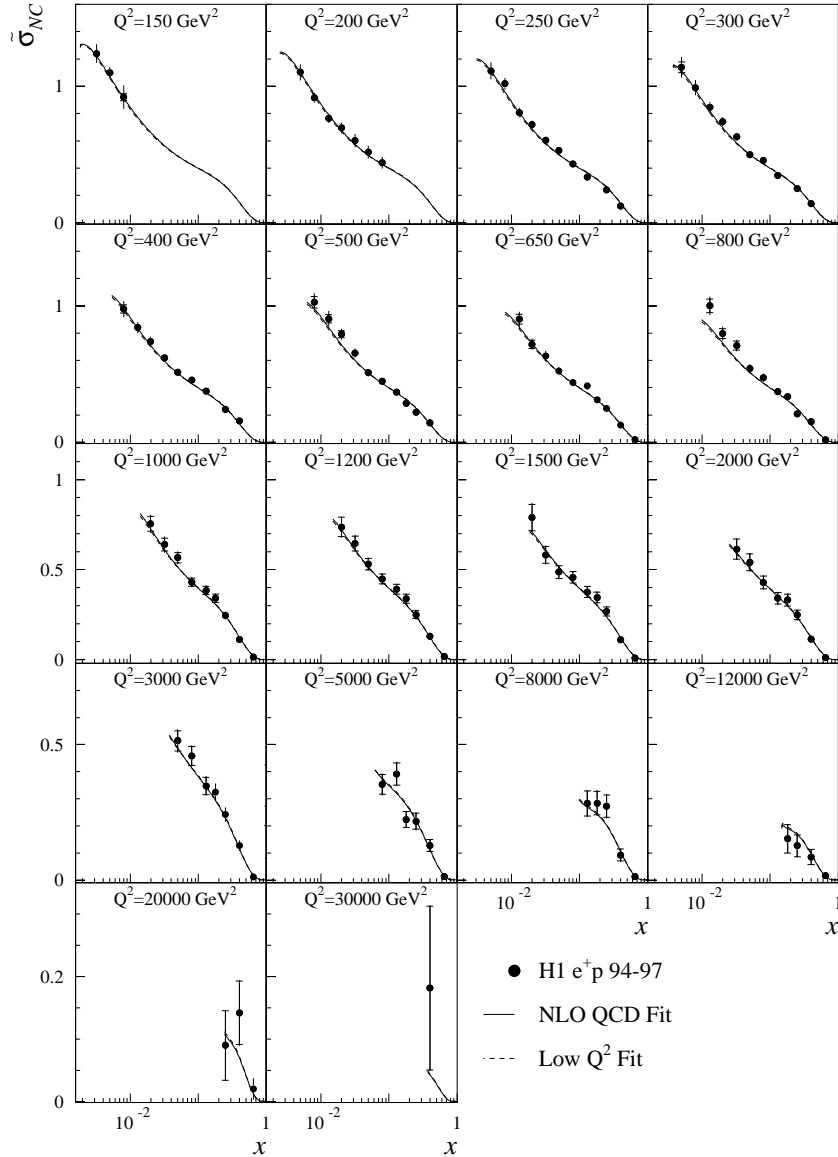 σ̃_NC
Q²=150 GeV² Q²=200 GeV² Q²=250 GeV² Q²=300 GeV²
1
0
Q²=400 GeV² Q²=500 GeV² Q²=650 GeV² Q²=800 GeV²
1
0
Q²=1000 GeV² Q²=1200 GeV² Q²=1500 GeV² Q²=2000 GeV²
1
0.5
0
Q²=3000 GeV² Q²=5000 GeV² Q²=8000 GeV² Q²=12000 GeV²
0.5
0
Q²=20000 GeV² Q²=30000 GeV²
10⁻² 1 10⁻² 1
x x
0.2
0
H1 e⁺p 94-97
NLO QCD Fit
Low Q² Fit
10⁻² 1 10⁻² 1
x x